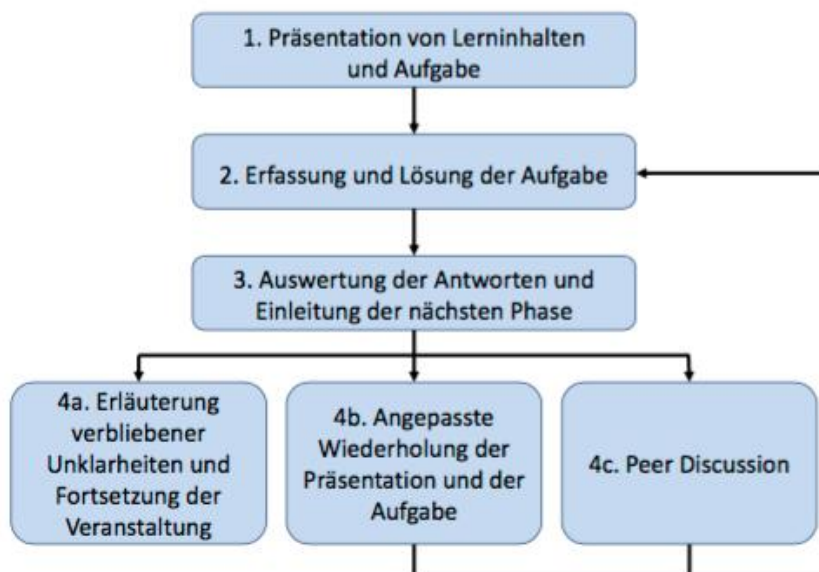 1. Präsentation von Lerninhalten
und Aufgabe
2. Erfassung und Lösung der Aufgabe
3. Auswertung der Antworten und
Einleitung der nächsten Phase
4a. Erläuterung
verbliebener
Unklarheiten und
Fortsetzung der
Veranstaltung
4b. Angepasste
Wiederholung der
Präsentation und der
Aufgabe
4c. Peer Discussion